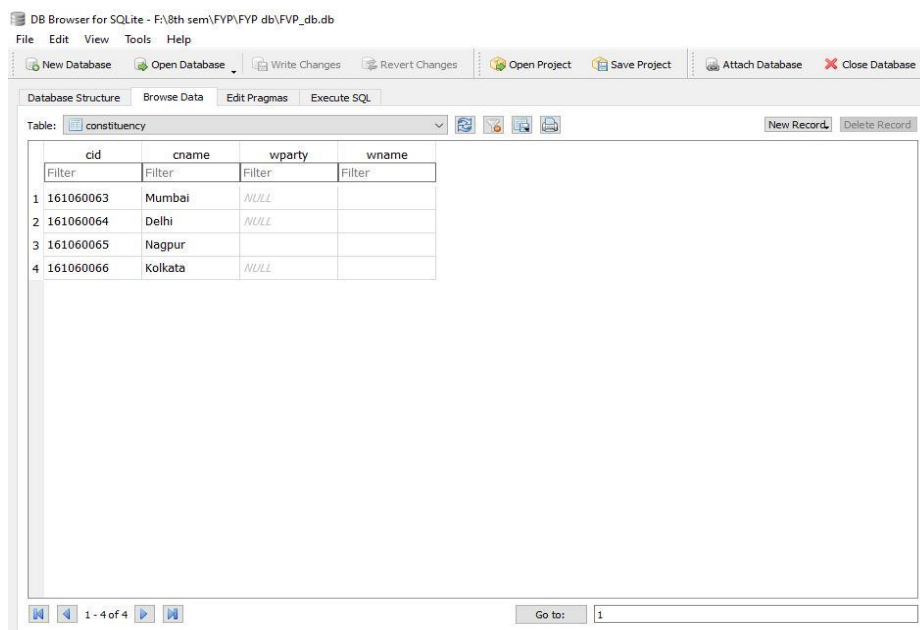 DB Browser for SQLite - F:\8th sem\FYP\FYP db\FVP_db.db
File Edit View Tools Help
New Database Open Database Write Changes Revert Changes Open Project Save Project Attach Database Close Database
Database Structure Browse Data Edit Pragmas Execute SQL
Table: constituency New Record Delete Record
cid cname wparty wname
Filter Filter Filter Filter
1 161060063 Mumbai NULL
2 161060064 Delhi NULL
3 161060065 Nagpur
4 161060066 Kolkata NULL
1 - 4 of 4 Go to: 1